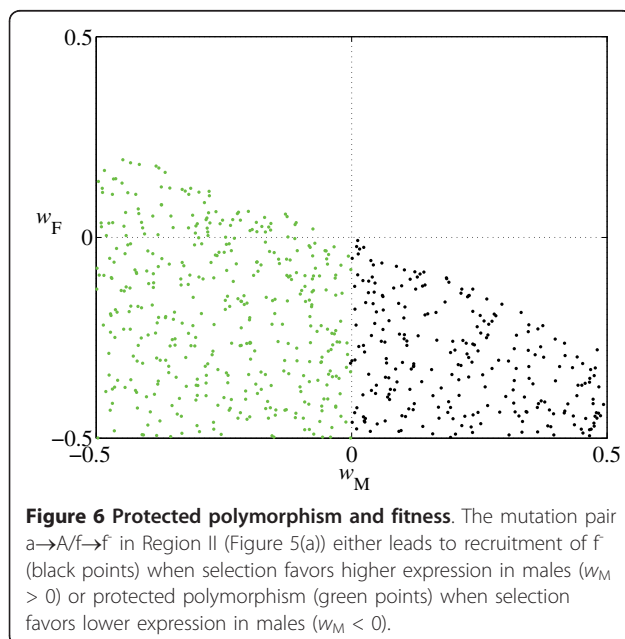 0.5
w_F
0
-0.5
-0.5
0
0.5
w_M
Figure 6 Protected polymorphism and fitness. The mutation pair
a→A/f→f⁻ in Region II (Figure 5(a)) either leads to recruitment of f⁻
(black points) when selection favors higher expression in males (w_M
> 0) or protected polymorphism (green points) when selection
favors lower expression in males (w_M < 0).